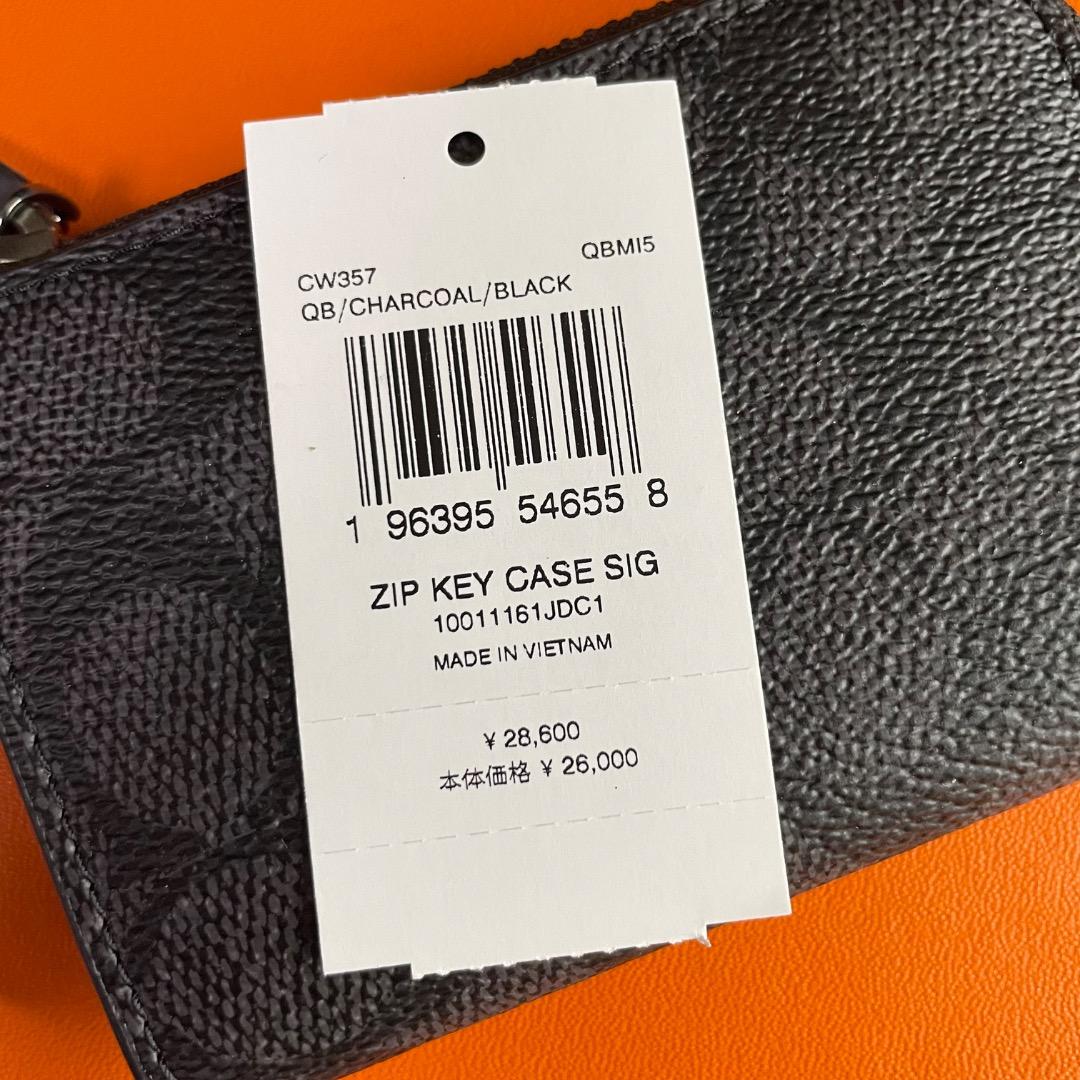 CW357 QBMI5
QB/CHARCOAL/BLACK
1 96395 54655 8
ZIP KEY CASE SIG
10011161JDC1
MADE IN VIETNAM
¥28,600
本体価格 ¥26,000